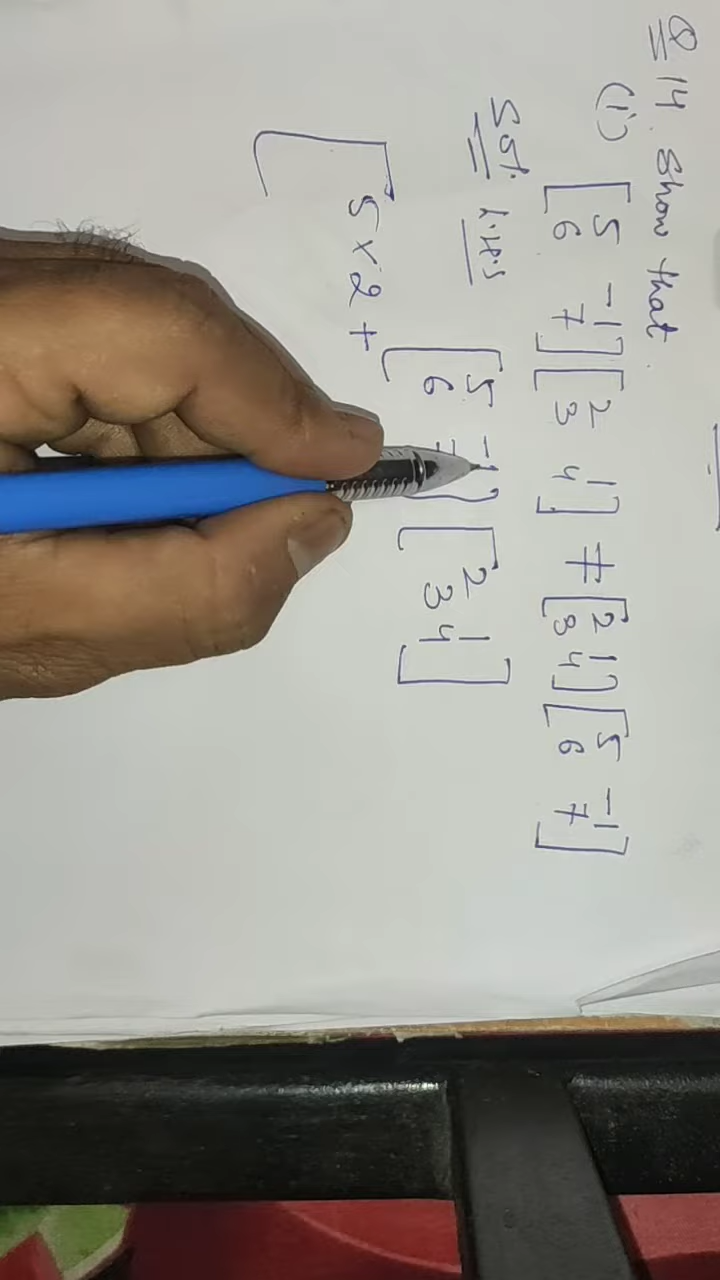 Q 14. Show that
(i) [5 -1] [2 1] ≠ [2 1] [5 -1]
[6 7] [3 4] [3 4] [6 7]
Sol. L.H.S [5 -1] [2 1]
[6 7] [3 4]
[ 5×2 +